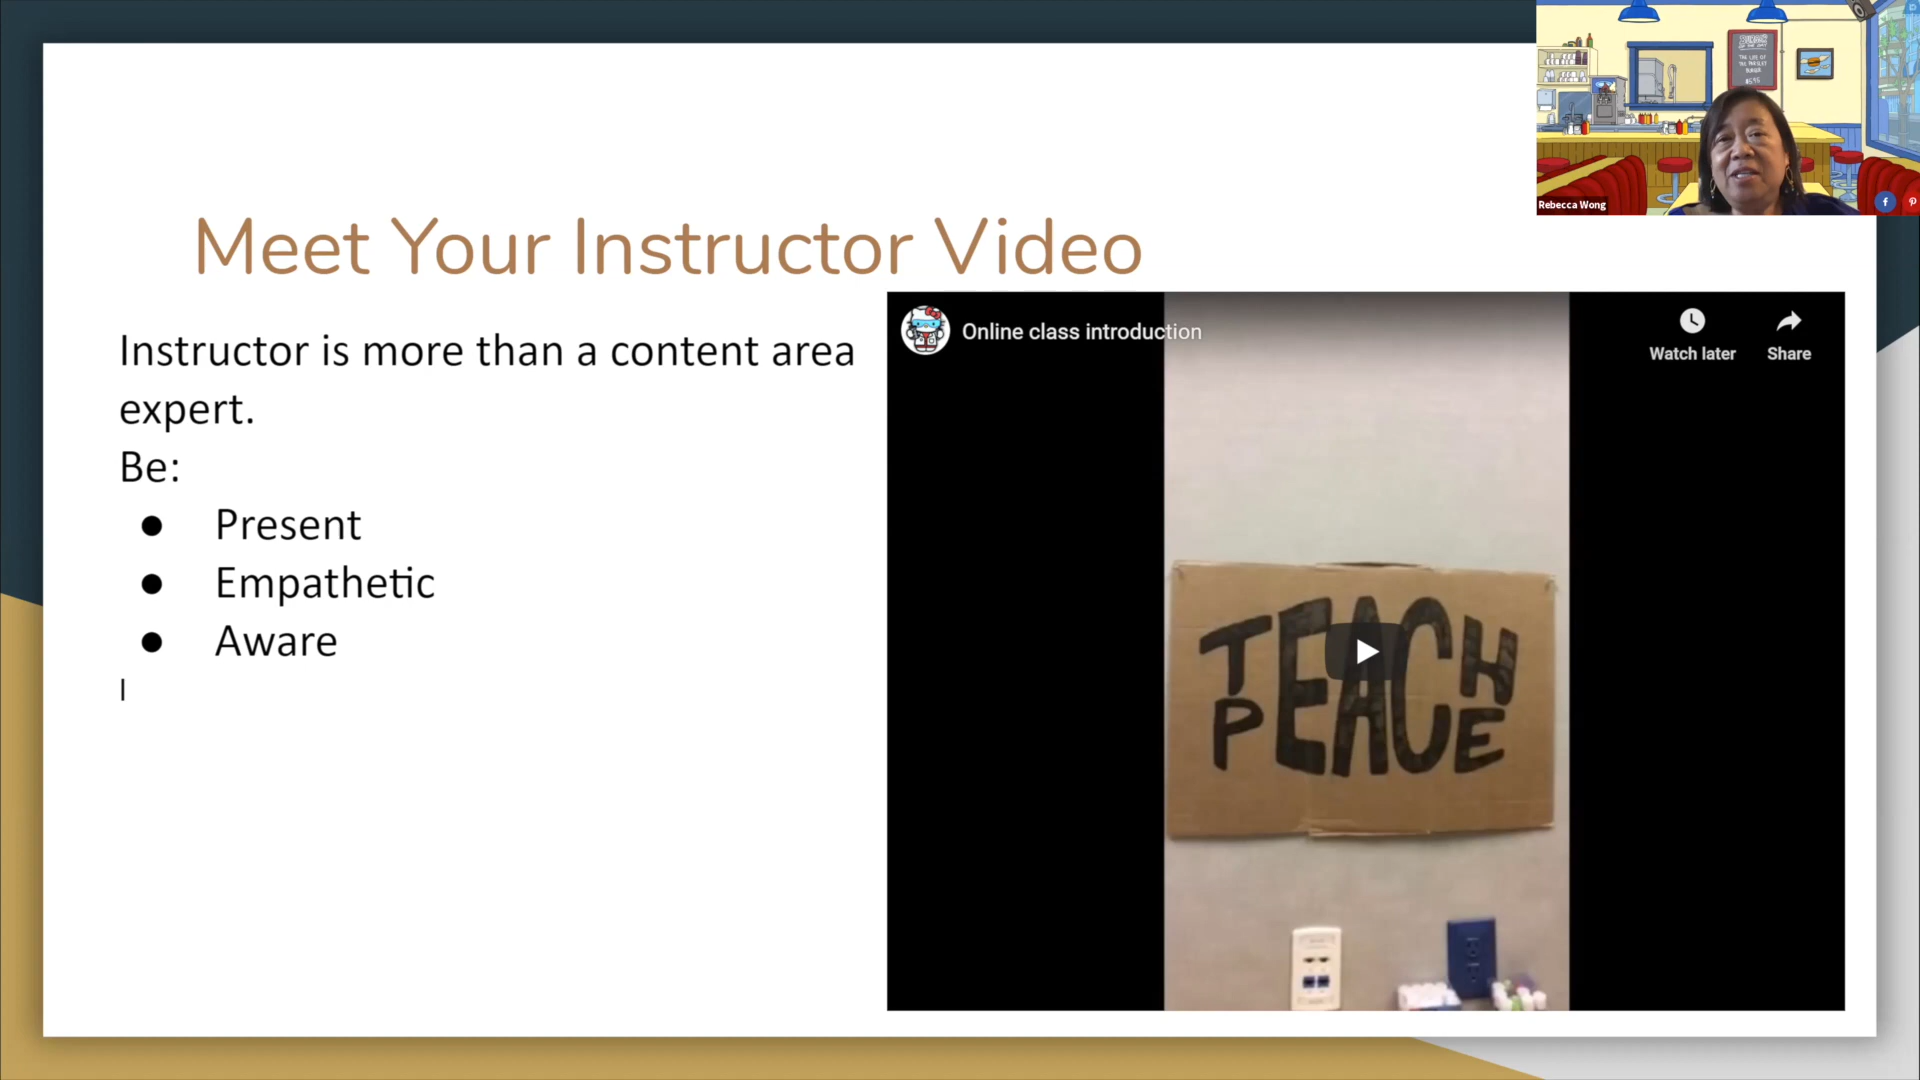 Meet Your Instructor Video
Instructor is more than a content area
expert.
Be:
● Present
● Empathetic
● Aware
Online class introduction
Watch later
Share
TEACH
PEACE
Rebecca Wong